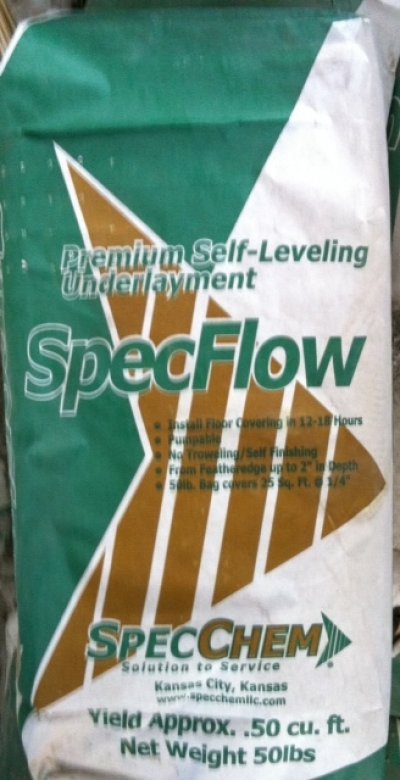 Premium Self-Leveling
Underlayment
SpecFlow
• Install Floor Covering in 12-18 Hours
• Pumpable
• No Troweling/Self Finishing
• From Featheredge up to 2" in Depth
• 50lb. Bag covers 25 Sq. Ft. @ 1/4"
SPECCHEM
Solution to Service
Kansas City, Kansas
www.specchemllc.com
Yield Approx. .50 cu. ft.
Net Weight 50lbs